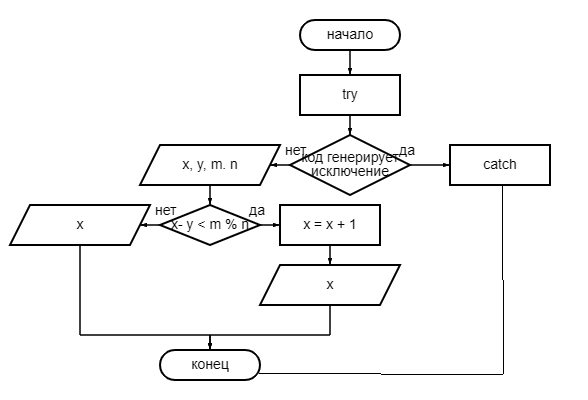 начало
try
нет
код генерирует
исключение
да
catch
x, y, m. n
нет
x- y < m % n
да
x = x + 1
x
x
конец